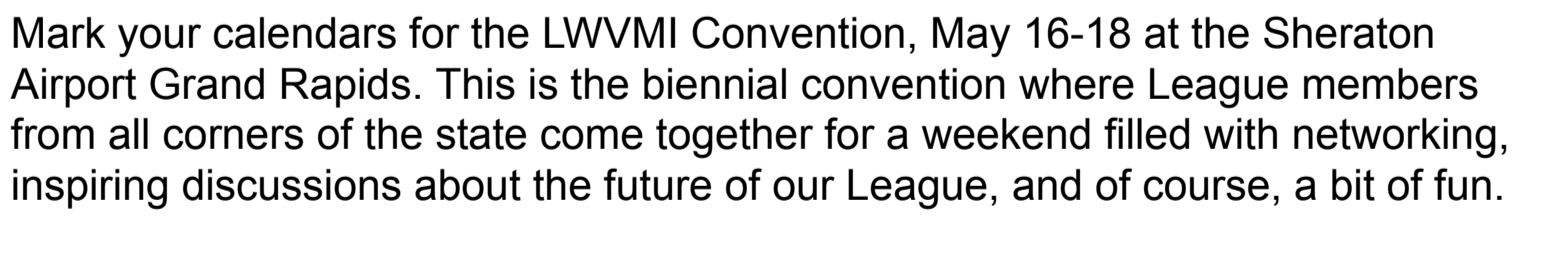 Mark your calendars for the LWVMI Convention, May 16-18 at the Sheraton
Airport Grand Rapids. This is the biennial convention where League members
from all corners of the state come together for a weekend filled with networking,
inspiring discussions about the future of our League, and of course, a bit of fun.